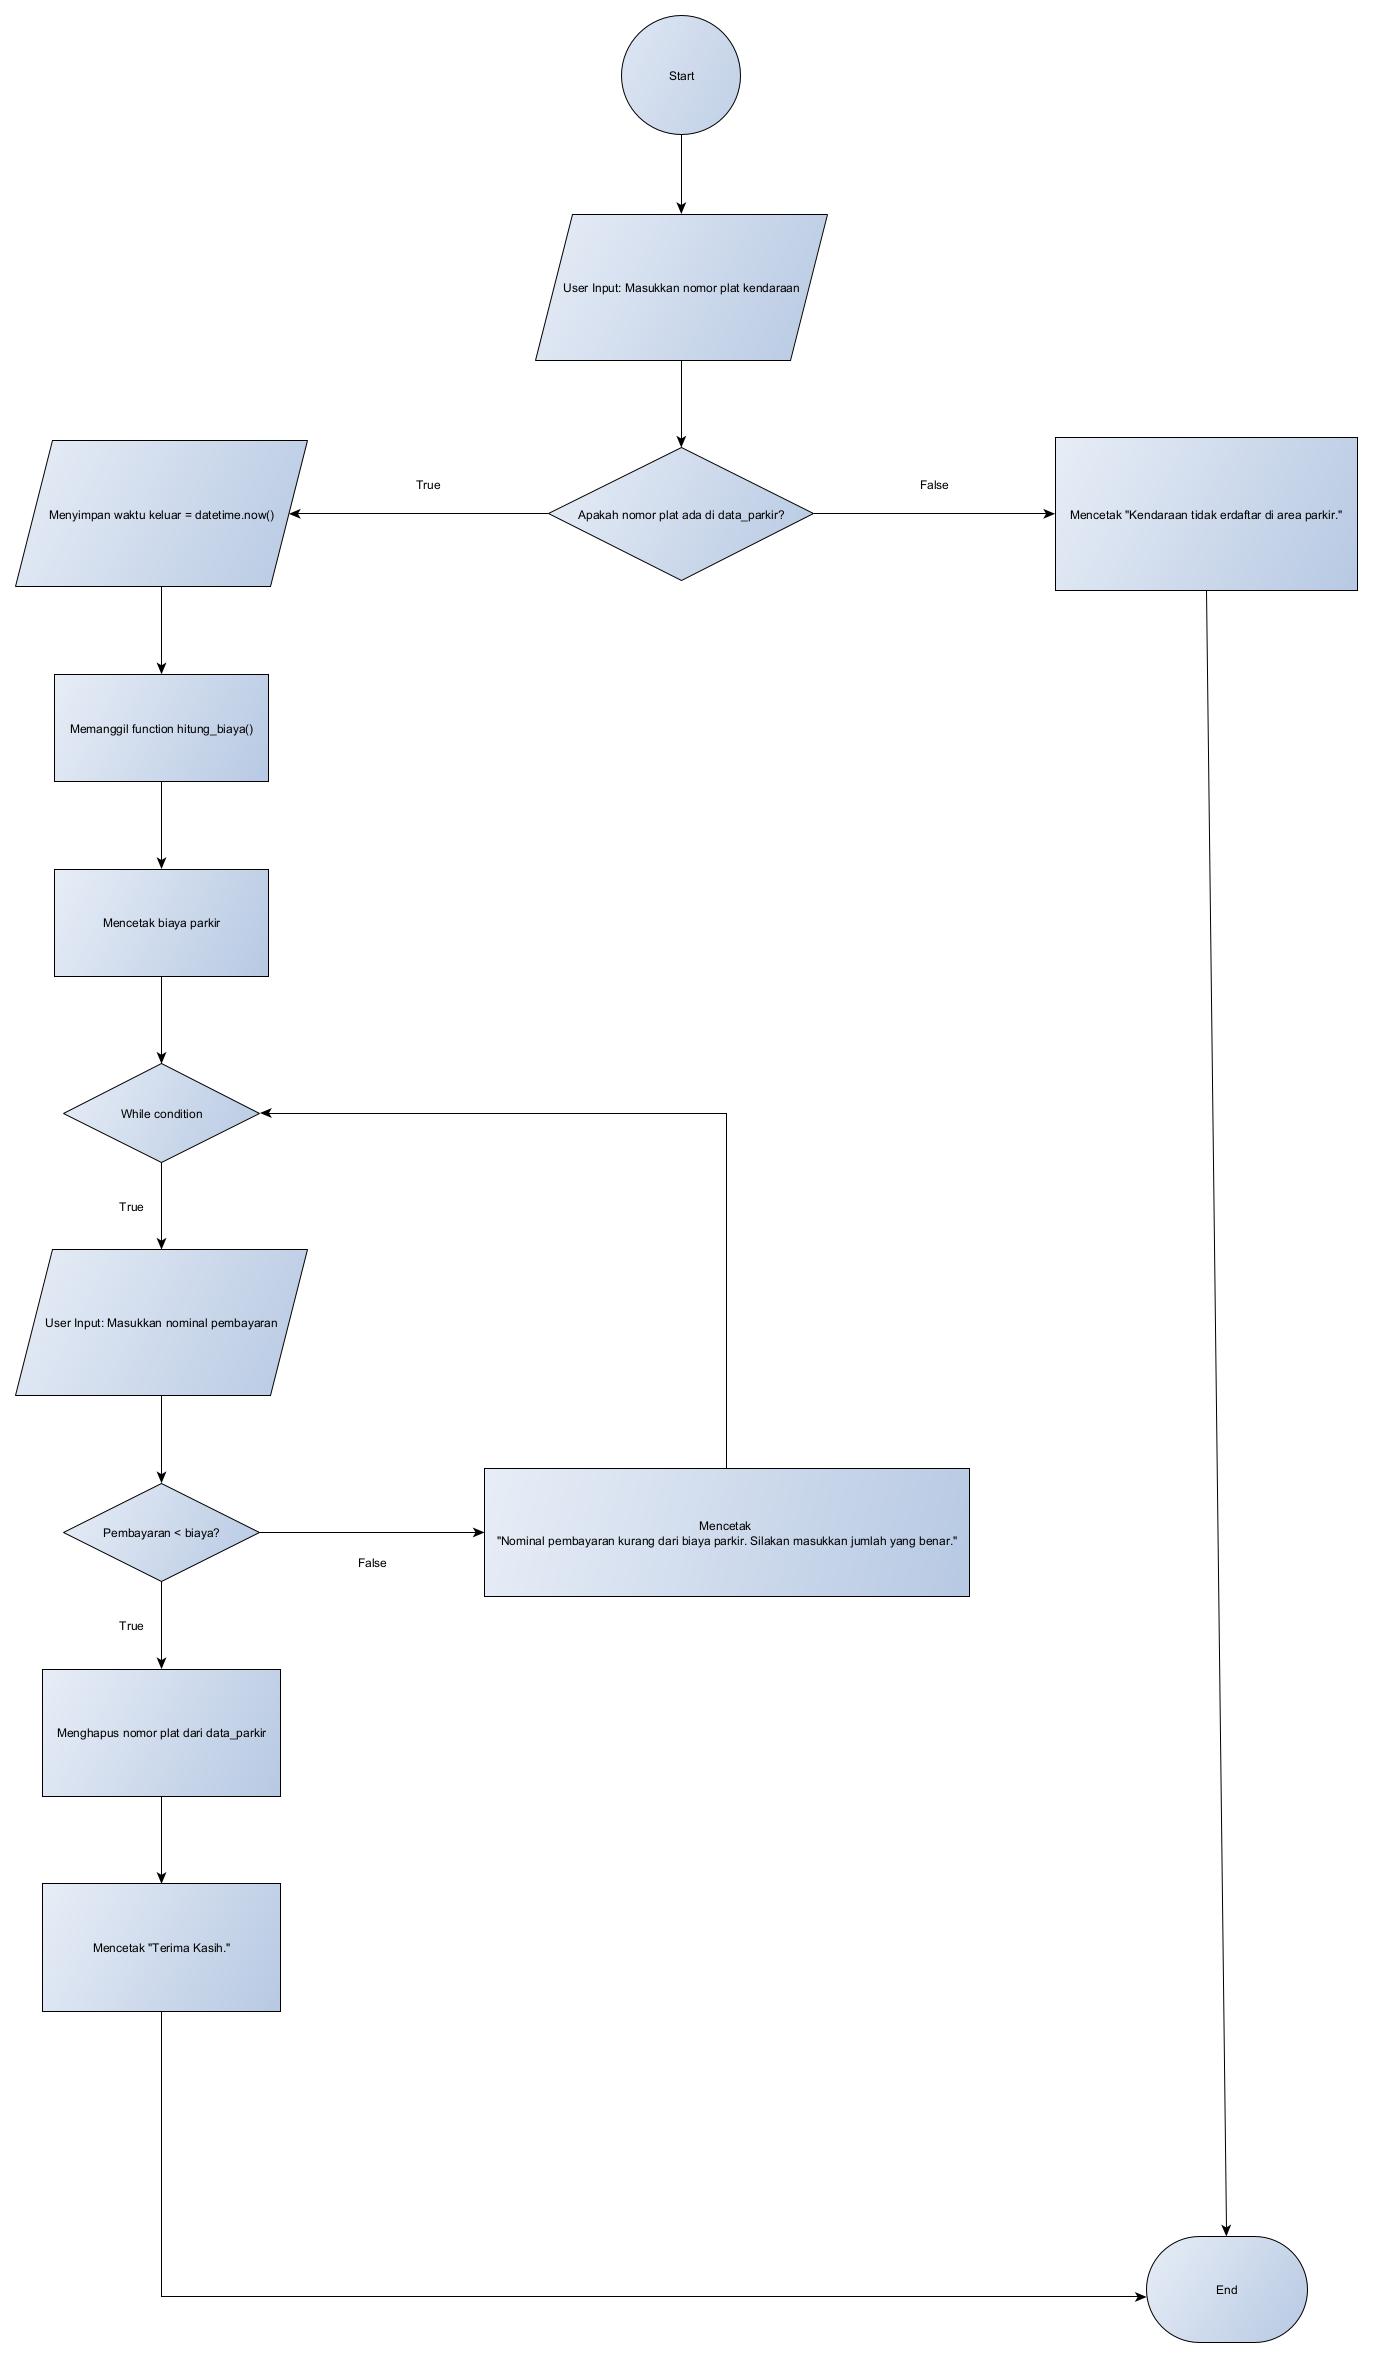 Start
User Input: Masukkan nomor plat kendaraan
True
False
Menyimpan waktu keluar = datetime.now()
Apakah nomor plat ada di data_parkir?
Mencetak "Kendaraan tidak erdaftar di area parkir."
Memanggil function hitung_biaya()
Mencetak biaya parkir
While condition
True
User Input: Masukkan nominal pembayaran
Pembayaran < biaya?
False
Mencetak
"Nominal pembayaran kurang dari biaya parkir. Silakan masukkan jumlah yang benar."
True
Menghapus nomor plat dari data_parkir
Mencetak "Terima Kasih."
End